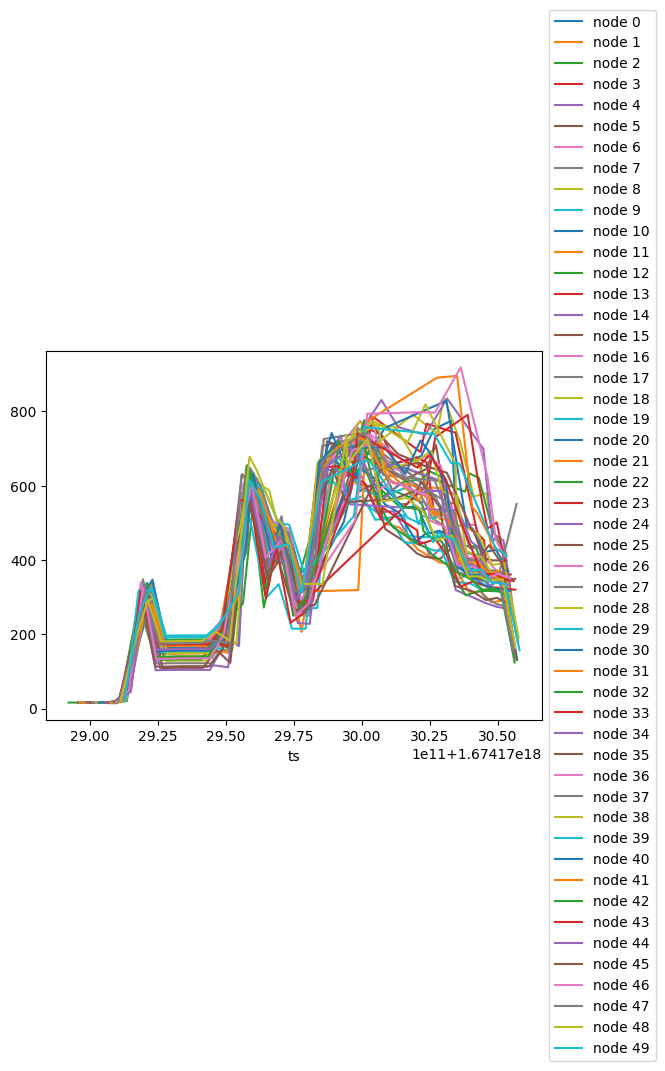 800
600
400
200
0
29.00 29.25 29.50 29.75 30.00 30.25 30.50
ts
1e11+1.67417e18
node 0
node 1
node 2
node 3
node 4
node 5
node 6
node 7
node 8
node 9
node 10
node 11
node 12
node 13
node 14
node 15
node 16
node 17
node 18
node 19
node 20
node 21
node 22
node 23
node 24
node 25
node 26
node 27
node 28
node 29
node 30
node 31
node 32
node 33
node 34
node 35
node 36
node 37
node 38
node 39
node 40
node 41
node 42
node 43
node 44
node 45
node 46
node 47
node 48
node 49